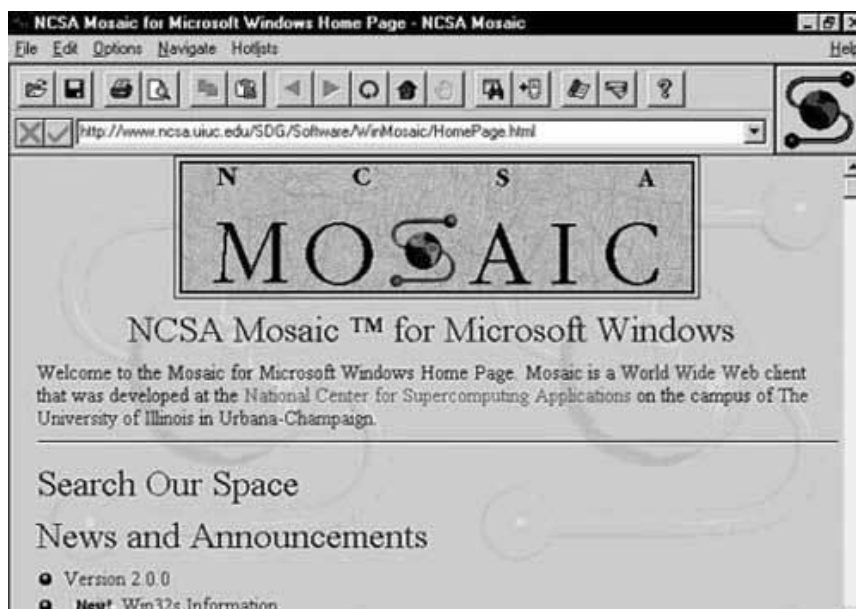 NCSA Mosaic for Microsoft Windows Home Page - NCSA Mosaic
File Edit Options Navigate Hotlists Help
http://www.ncsa.uiuc.edu/SDG/Software/WinMosaic/HomePage.html
N C S A
MOSAIC
NCSA Mosaic ™ for Microsoft Windows
Welcome to the Mosaic for Microsoft Windows Home Page. Mosaic is a World Wide Web client
that was developed at the National Center for Supercomputing Applications on the campus of The
University of Illinois in Urbana-Champaign.
Search Our Space
News and Announcements
Version 2.0.0
New! Win32s Information